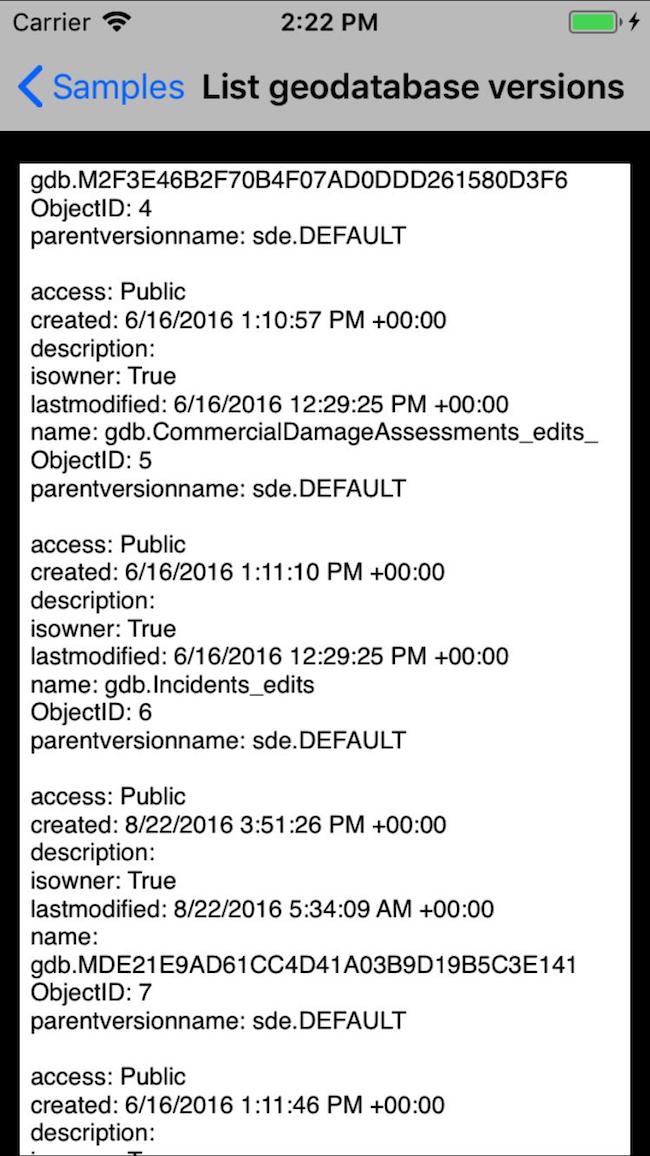 Carrier 2:22 PM
Samples List geodatabase versions
gdb.M2F3E46B2F70B4F07AD0DDD261580D3F6
ObjectID: 4
parentversionname: sde.DEFAULT
access: Public
created: 6/16/2016 1:10:57 PM +00:00
description:
isowner: True
lastmodified: 6/16/2016 12:29:25 PM +00:00
name: gdb.CommercialDamageAssessments_edits_
ObjectID: 5
parentversionname: sde.DEFAULT
access: Public
created: 6/16/2016 1:11:10 PM +00:00
description:
isowner: True
lastmodified: 6/16/2016 12:29:25 PM +00:00
name: gdb.Incidents_edits
ObjectID: 6
parentversionname: sde.DEFAULT
access: Public
created: 8/22/2016 3:51:26 PM +00:00
description:
isowner: True
lastmodified: 8/22/2016 5:34:09 AM +00:00
name:
gdb.MDE21E9AD61CC4D41A03B9D19B5C3E141
ObjectID: 7
parentversionname: sde.DEFAULT
access: Public
created: 6/16/2016 1:11:46 PM +00:00
description: